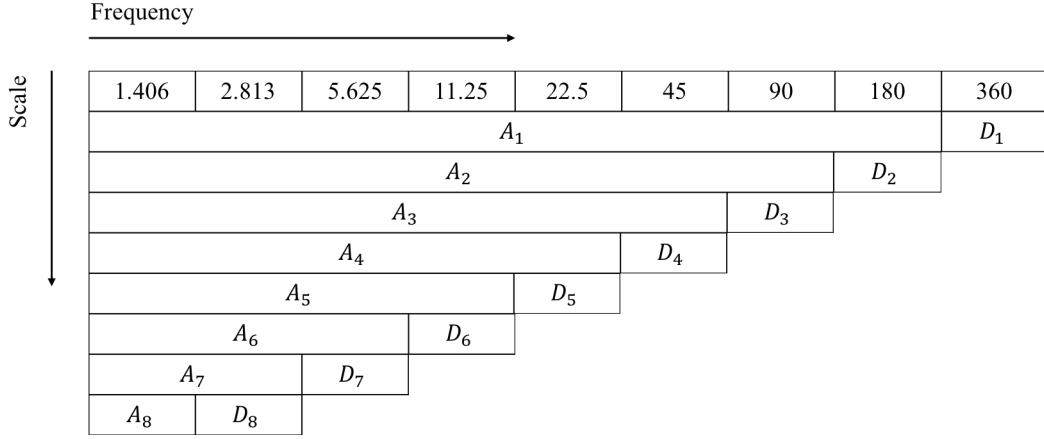 Frequency
Scale
1.406 2.813 5.625 11.25 22.5 45 90 180 360
A₁ D₁
A₂ D₂
A₃ D₃
A₄ D₄
A₅ D₅
A₆ D₆
A₇ D₇
A₈ D₈